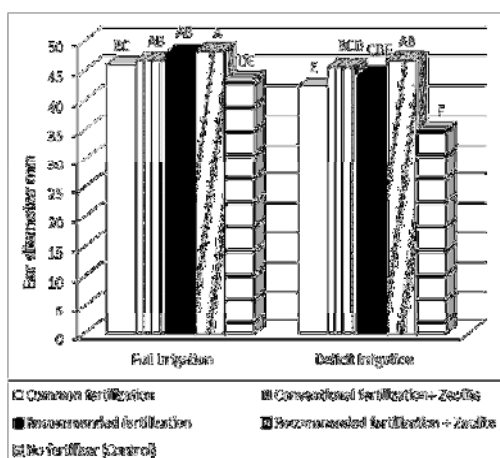 50
45
40
35
30
25
20
15
10
5
0
Ear diameter mm
BC AB AB A DE
E BCD CDE AB F
Full Irrigation
Deficit Irrigation
Common fertilization
Conventional fertilization+ Zeolite
Recommended fertilization
Recommended fertilization + Zeolite
No fertilizer (Control)